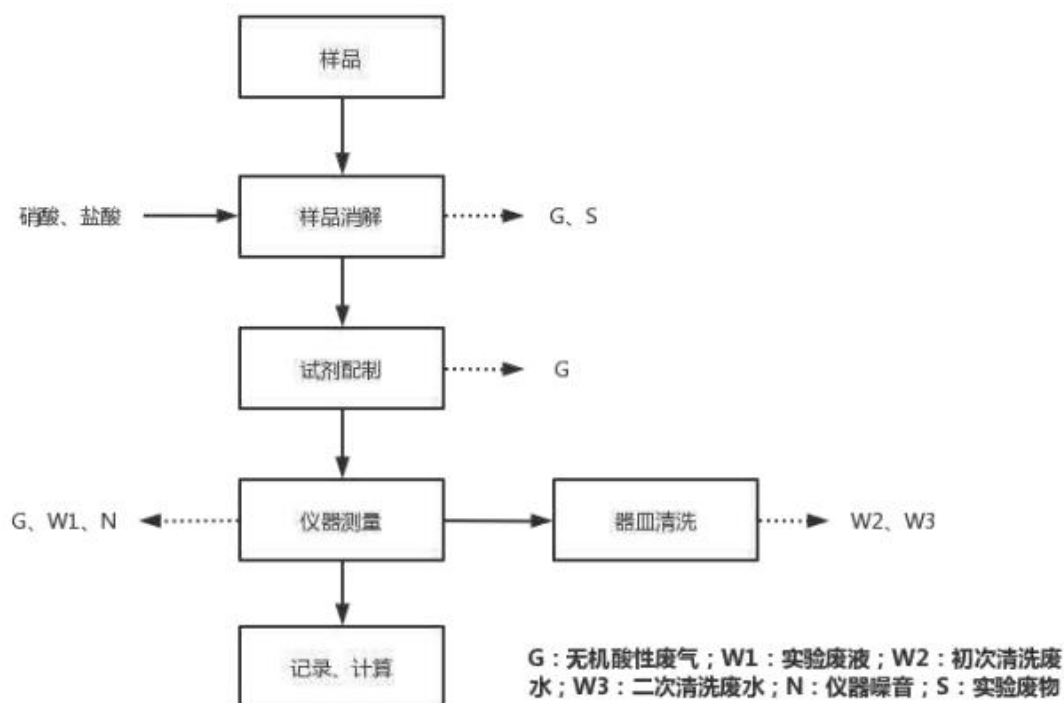 样品
硝酸、盐酸
样品消解
G、S
试剂配制
G
G、W1、N
仪器测量
器皿清洗
W2、W3
记录、计算
G：无机酸性废气；W1：实验废液；W2：初次清洗废
水；W3：二次清洗废水；N：仪器噪音；S：实验废物